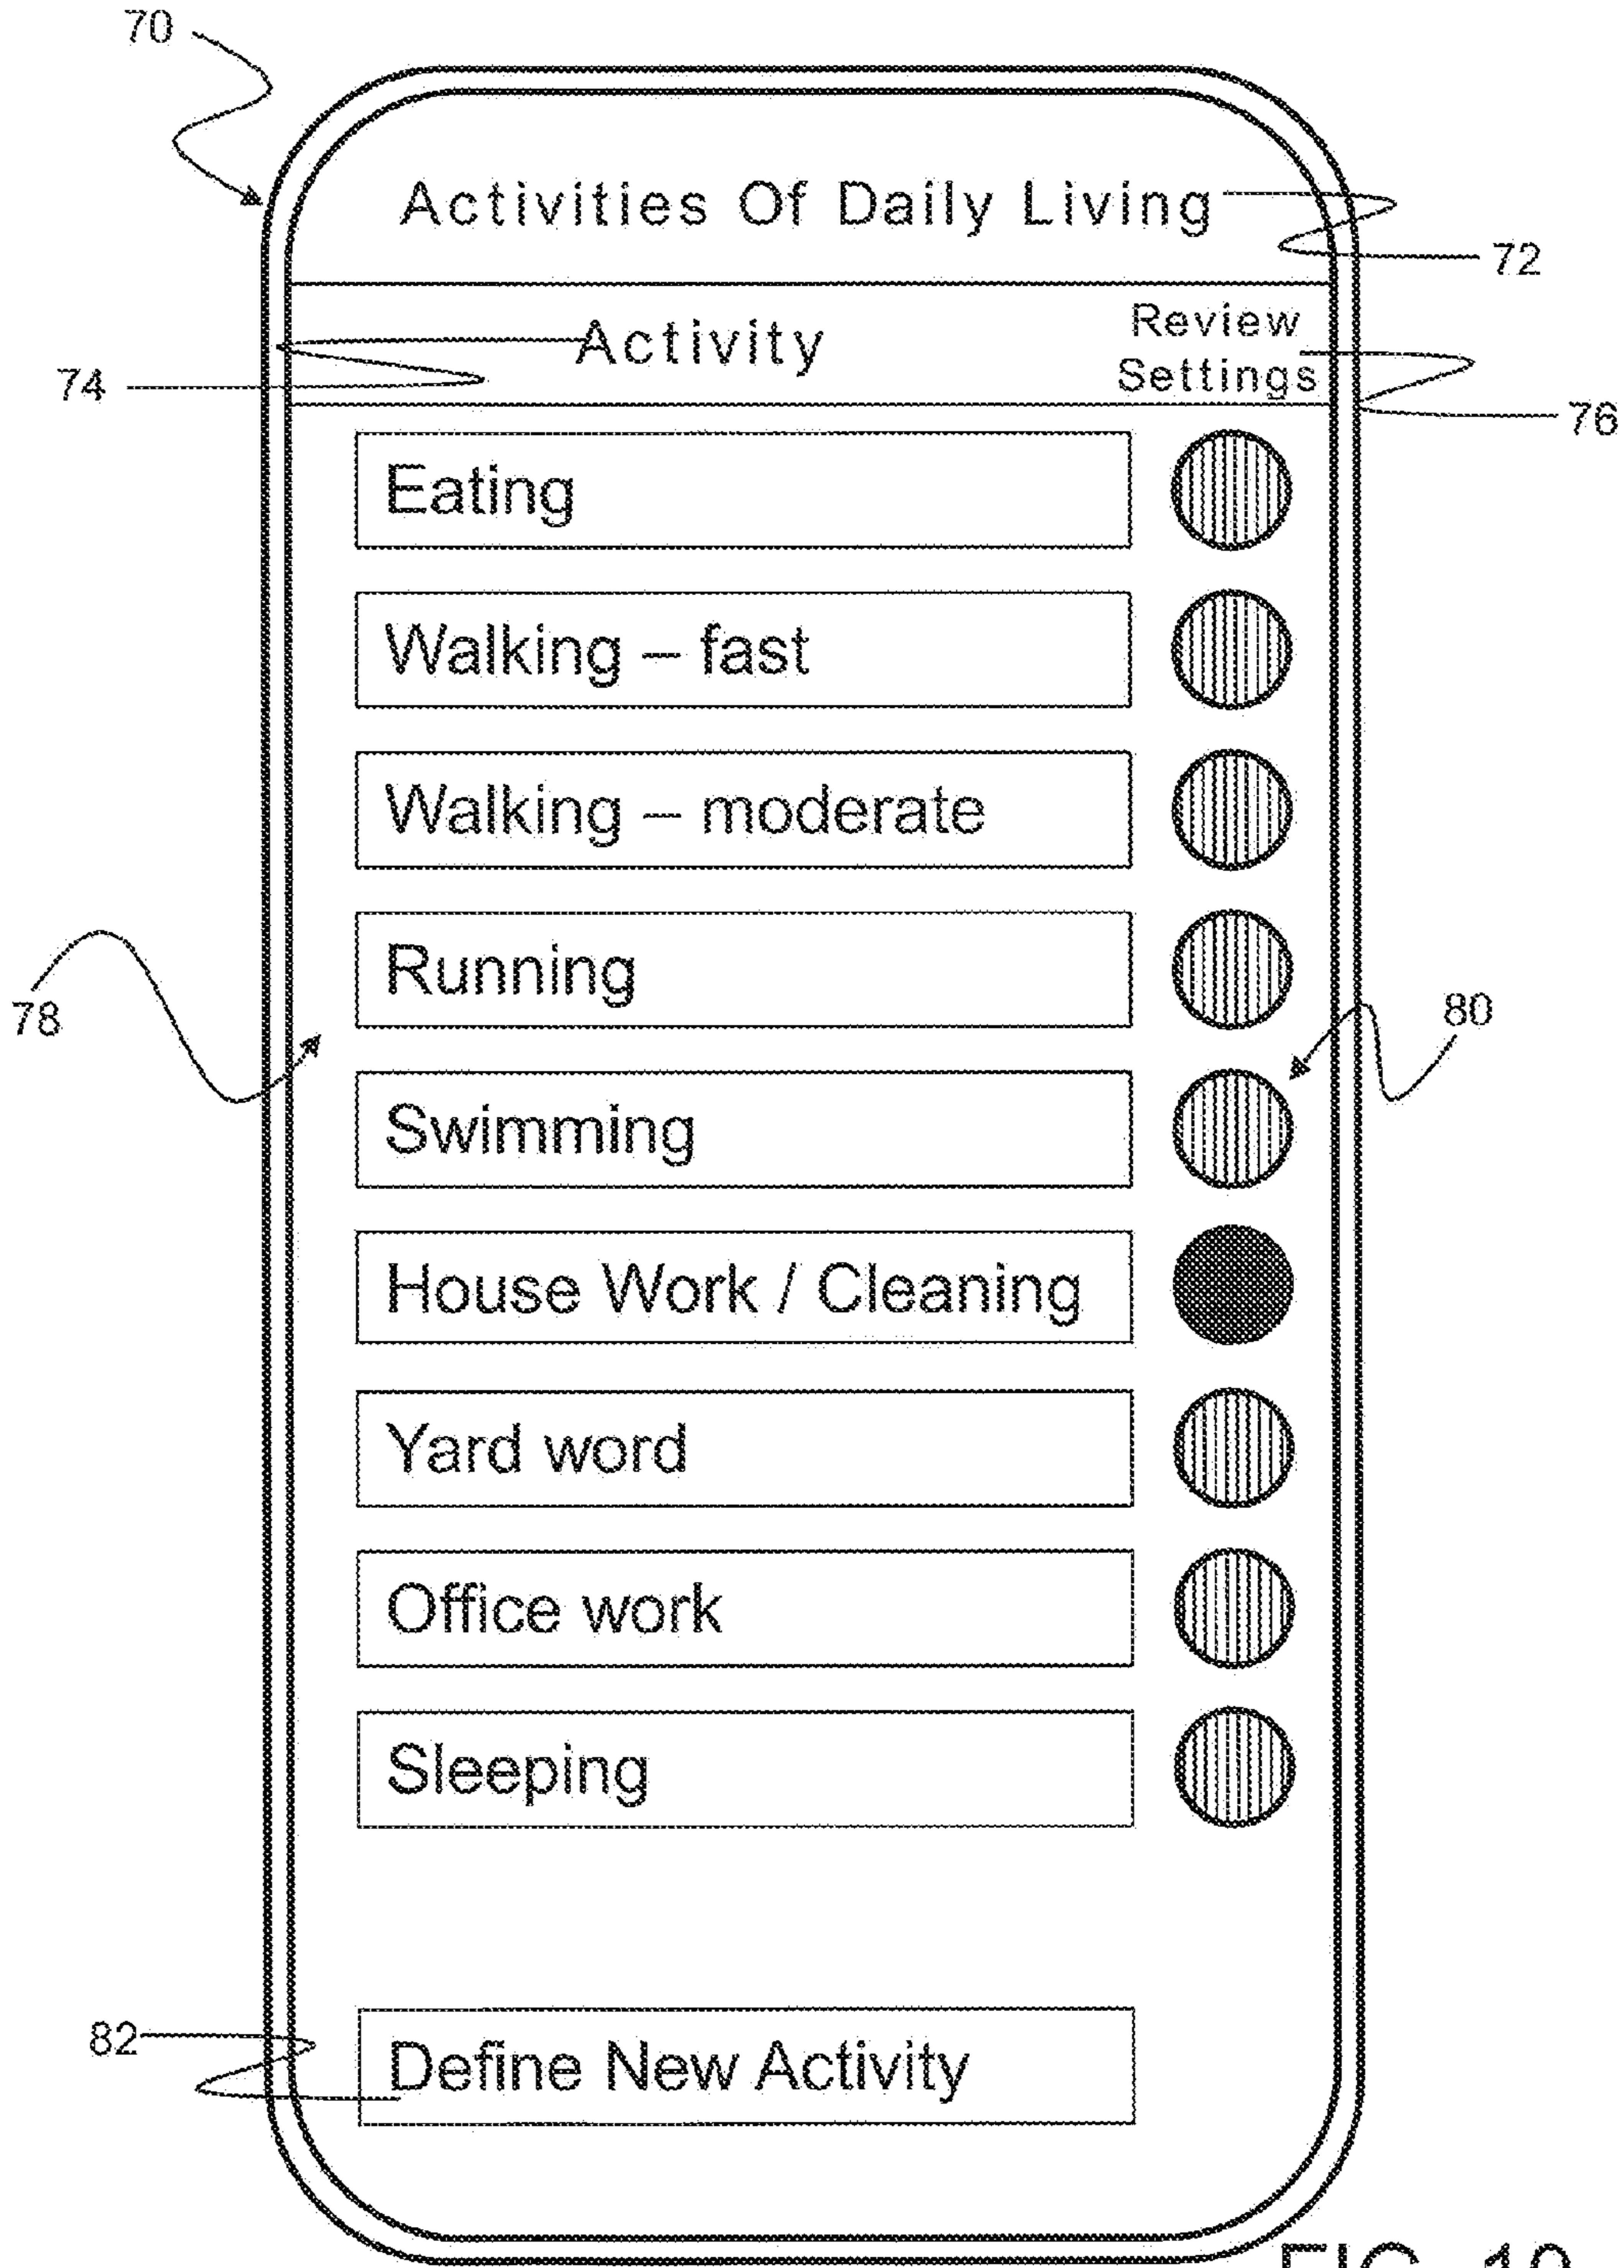 70
Activities Of Daily Living
72
Activity
Review
Settings
74
76
Eating
Walking – fast
Walking – moderate
Running
78
80
Swimming
House Work / Cleaning
Yard word
Office work
Sleeping
82
Define New Activity